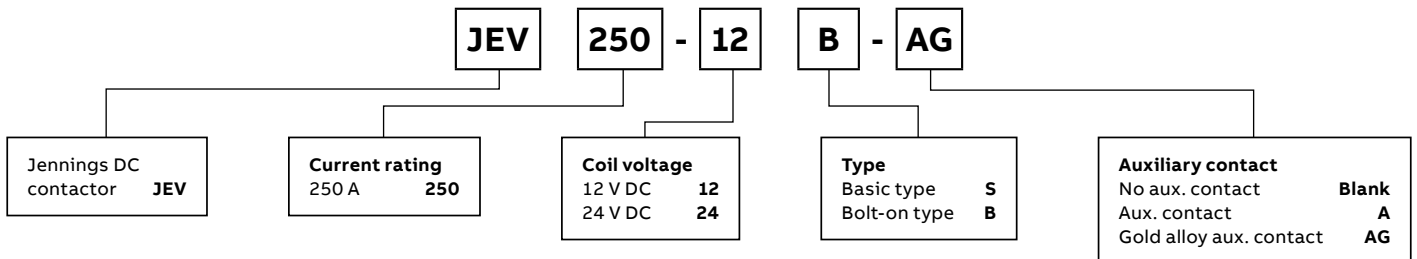 JEV 250 - 12 B - AG
Jennings DC
contactor JEV
Current rating
250 A 250
Coil voltage
12 V DC 12
24 V DC 24
Type
Basic type S
Bolt-on type B
Auxiliary contact
No aux. contact Blank
Aux. contact A
Gold alloy aux. contact AG